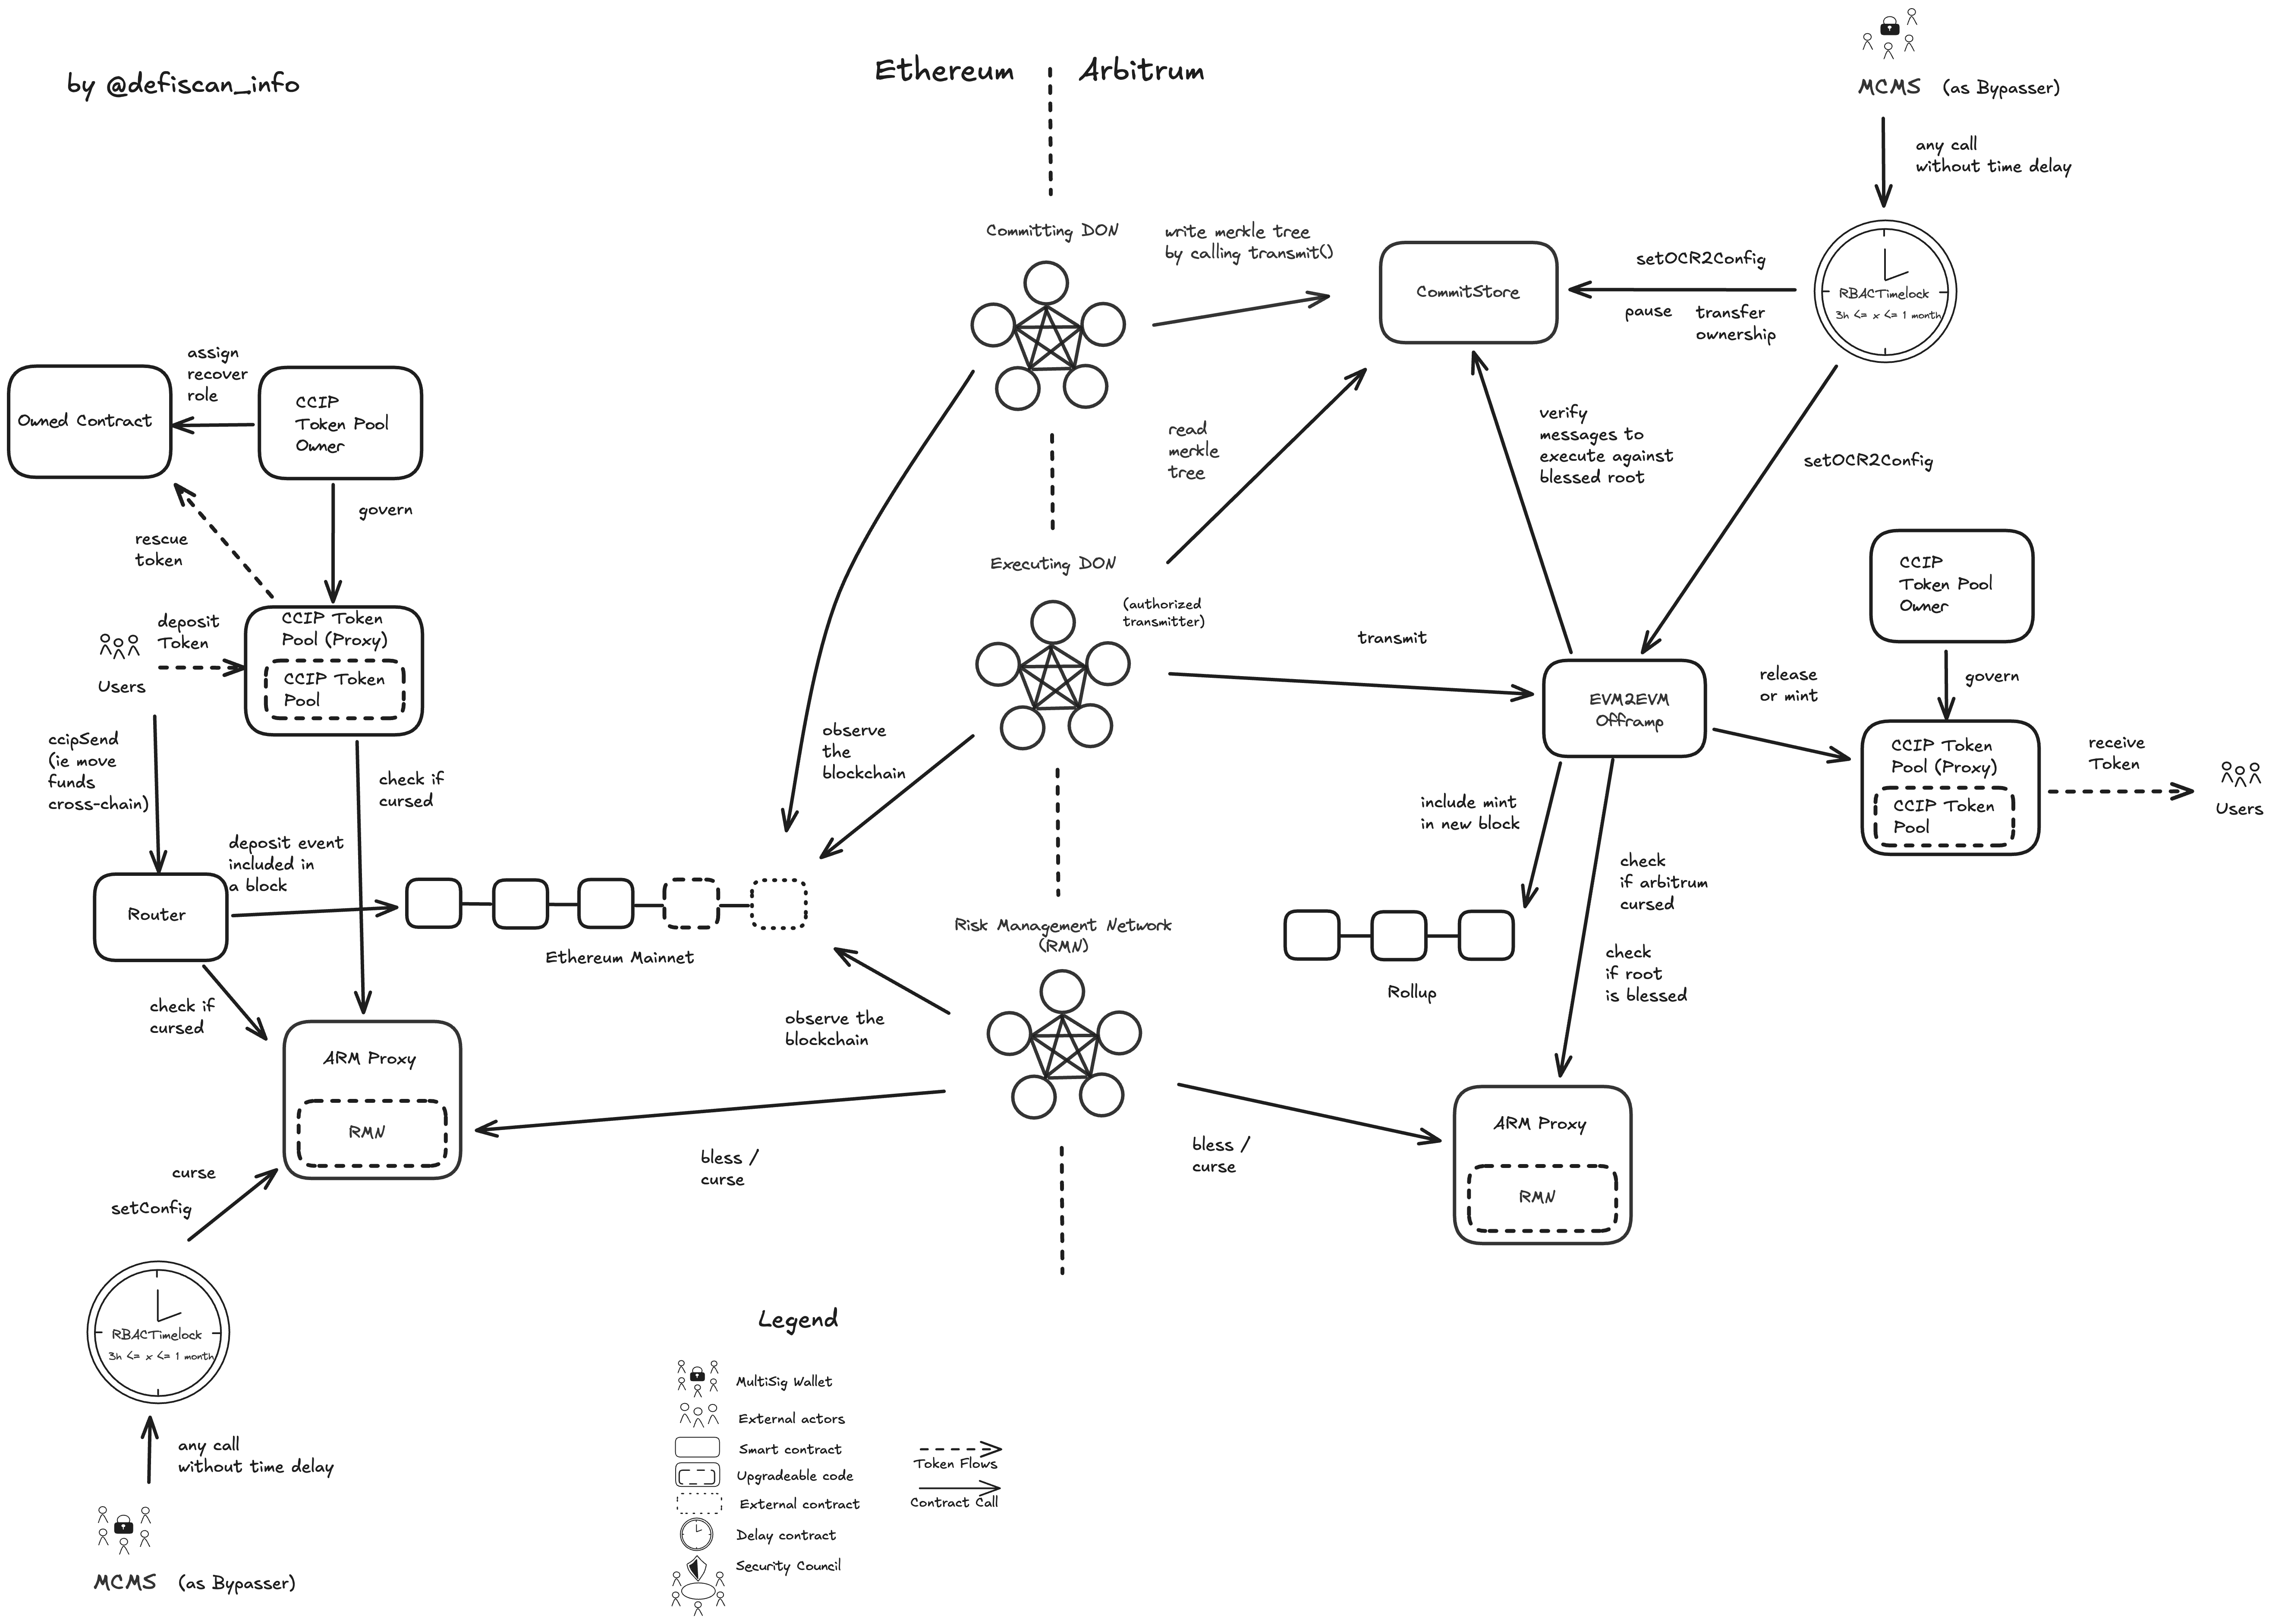 by @defiscan_info
Ethereum
Arbitrum
MCMS (as Bypasser)
any call
without time delay
Committing DON
write merkle tree
by calling transmit()
CommitStore
setOCR2Config
pause
transfer
ownership
RBACTimelock
3h <= x <= 1 month
assign
recover
role
Owned Contract
CCIP
Token Pool
Owner
govern
rescue
token
read
merkle
tree
verify
messages to
execute against
blessed root
setOCR2Config
Executing DON
(authorized
transmitter)
transmit
CCIP
Token Pool
Owner
govern
deposit
Token
Users
CCIP Token
Pool (Proxy)
CCIP Token
Pool
EVM2EVM
Offramp
release
or mint
CCIP Token
Pool (Proxy)
CCIP Token
Pool
receive
Token
Users
ccipSend
(ie move
funds
cross-chain)
check if
cursed
observe
the
blockchain
include mint
in new block
deposit event
included in
a block
Router
Ethereum Mainnet
Risk Management Network
(RMN)
Rollup
check
if arbitrum
cursed
check
if root
is blessed
check if
cursed
observe the
blockchain
ARM Proxy
RMN
bless /
curse
bless /
curse
ARM Proxy
RMN
curse
setConfig
RBACTimelock
3h <= x <= 1 month
any call
without time delay
MCMS (as Bypasser)
Legend
MultiSig Wallet
External actors
Smart contract
Upgradeable code
External contract
Delay contract
Security Council
Token Flows
Contract Call